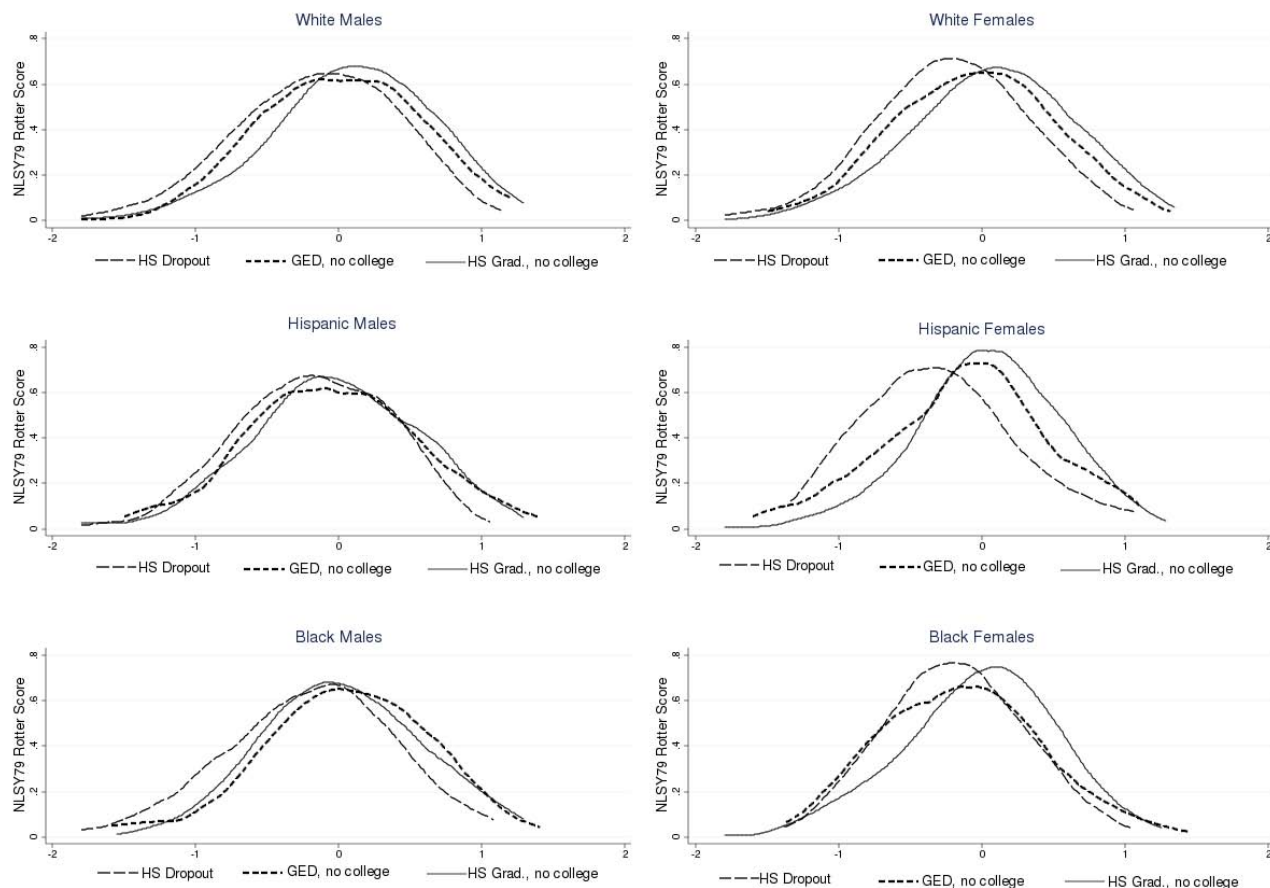 White Males
White Females
NLSY79 Rotter Score
0 .2 .4 .6 .8
-2 -1 0 1 2
HS Dropout GED, no college HS Grad., no college
NLSY79 Rotter Score
0 .2 .4 .6 .8
-2 -1 0 1 2
HS Dropout GED, no college HS Grad., no college
Hispanic Males
Hispanic Females
NLSY79 Rotter Score
0 .2 .4 .6 .8
-2 -1 0 1 2
HS Dropout GED, no college HS Grad., no college
NLSY79 Rotter Score
0 .2 .4 .6 .8
-2 -1 0 1 2
HS Dropout GED, no college HS Grad., no college
Black Males
Black Females
NLSY79 Rotter Score
0 .2 .4 .6 .8
-2 -1 0 1 2
HS Dropout GED, no college HS Grad., no college
NLSY79 Rotter Score
0 .2 .4 .6 .8
-2 -1 0 1 2
HS Dropout GED, no college HS Grad., no college